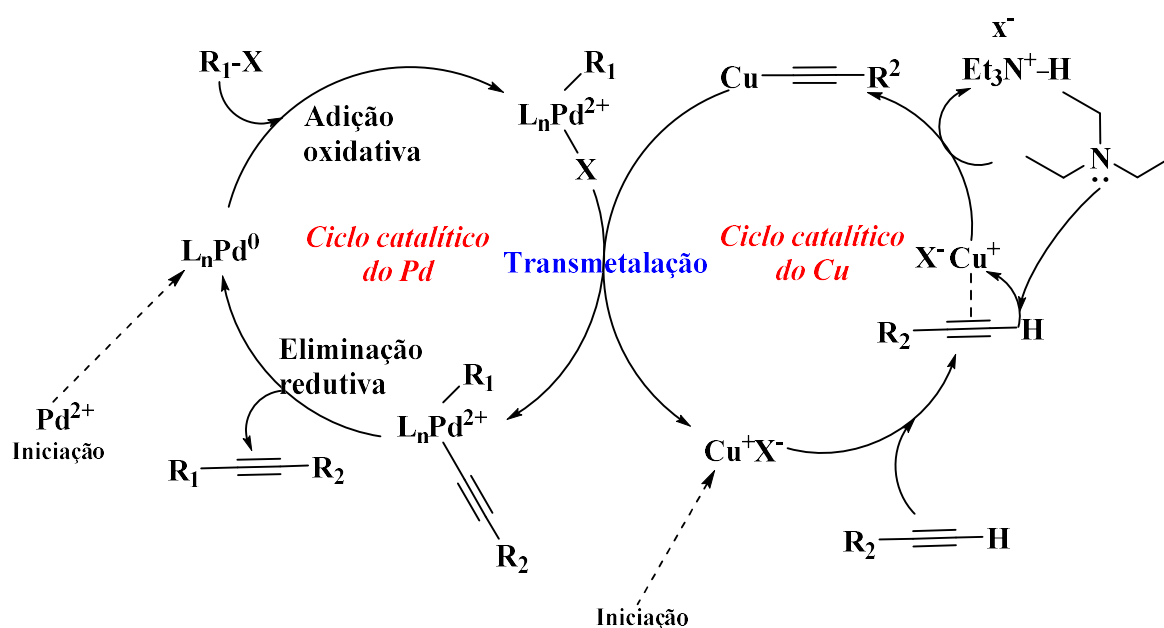 R₁-X
Adição
oxidativa
R₁
LₙPd²⁺
X
Cu
R²
x⁻
Et₃N⁺–H
N
LₙPd⁰
Ciclo catalítico
do Pd
Transmetalação
Ciclo catalítico
do Cu
X⁻ Cu⁺
R₂
H
Eliminação
redutiva
Pd²⁺
Iniciação
R₁
R₂
R₁
LₙPd²⁺
R₂
Cu⁺X⁻
R₂
H
Iniciação